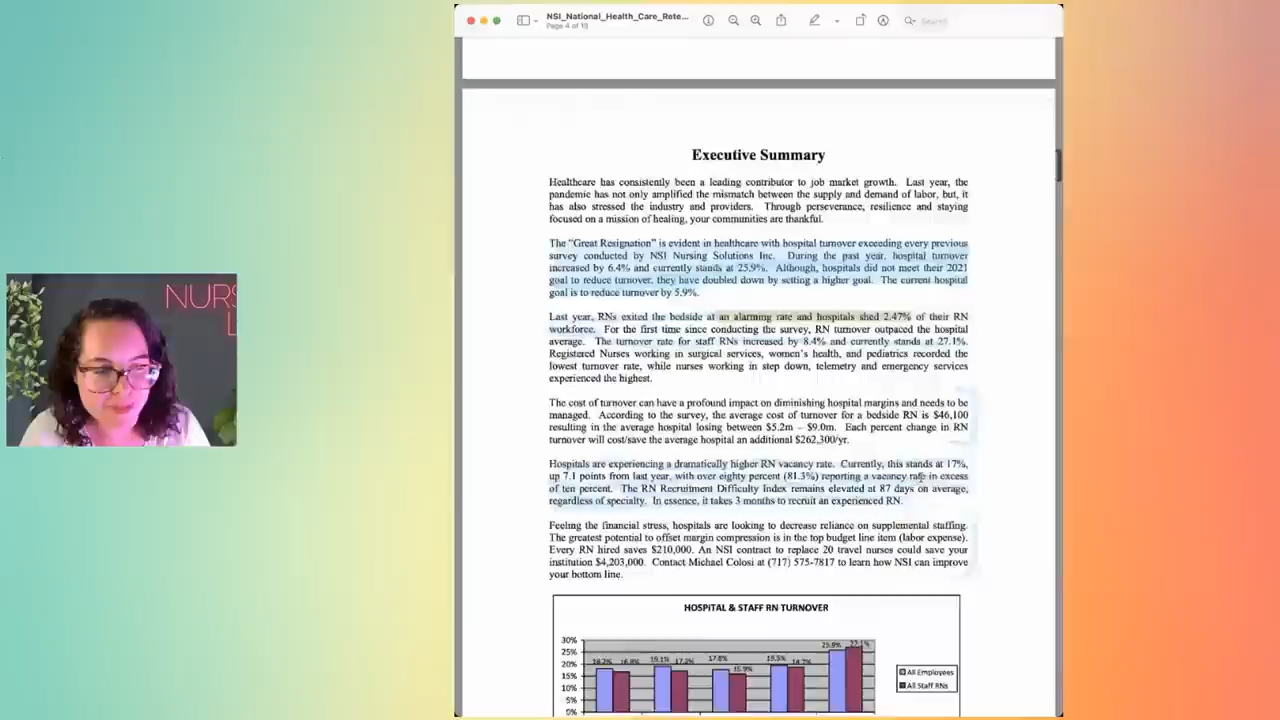 NSI_National_Health_Care_Rete...
Page 4 of 15
Search
NURS
L
Executive Summary
Healthcare has consistently been a leading contributor to job market growth. Last year, the
pandemic has not only amplified the mismatch between the supply and demand of labor, but, it
has also stressed the industry and providers. Through perseverance, resilience and staying
focused on a mission of healing, your communities are thankful.
The "Great Resignation" is evident in healthcare with hospital turnover exceeding every previous
survey conducted by NSI Nursing Solutions Inc. During the past year, hospital turnover
increased by 6.4% and currently stands at 25.9%. Although, hospitals did not meet their 2021
goal to reduce turnover, they have doubled down by setting a higher goal. The current hospital
goal is to reduce turnover by 5.9%.
Last year, RNs exited the bedside at an alarming rate and hospitals shed 2.47% of their RN
workforce. For the first time since conducting the survey, RN turnover outpaced the hospital
average. The turnover rate for staff RNs increased by 8.4% and currently stands at 27.1%.
Registered Nurses working in surgical services, women's health, and pediatrics recorded the
lowest turnover rate, while nurses working in step down, telemetry and emergency services
experienced the highest.
The cost of turnover can have a profound impact on diminishing hospital margins and needs to be
managed. According to the survey, the average cost of turnover for a bedside RN is $46,100
resulting in the average hospital losing between $5.2m – $9.0m. Each percent change in RN
turnover will cost/save the average hospital an additional $262,300/yr.
Hospitals are experiencing a dramatically higher RN vacancy rate. Currently, this stands at 17%,
up 7.1 points from last year, with over eighty percent (81.3%) reporting a vacancy rate in excess
of ten percent. The RN Recruitment Difficulty Index remains elevated at 87 days on average,
regardless of specialty. In essence, it takes 3 months to recruit an experienced RN.
Feeling the financial stress, hospitals are looking to decrease reliance on supplemental staffing.
The greatest potential to offset margin compression is in the top budget line item (labor expense).
Every RN hired saves $210,000. An NSI contract to replace 20 travel nurses could save your
institution $4,203,000. Contact Michael Colosi at (717) 575-7817 to learn how NSI can improve
your bottom line.
HOSPITAL & STAFF RN TURNOVER
30%
25%
20%
15%
10%
5%
0%
18.2% 16.8% 19.1% 17.2% 17.8% 15.9% 19.5% 18.7% 25.9% 27.1%
All Employees
All Staff RNs